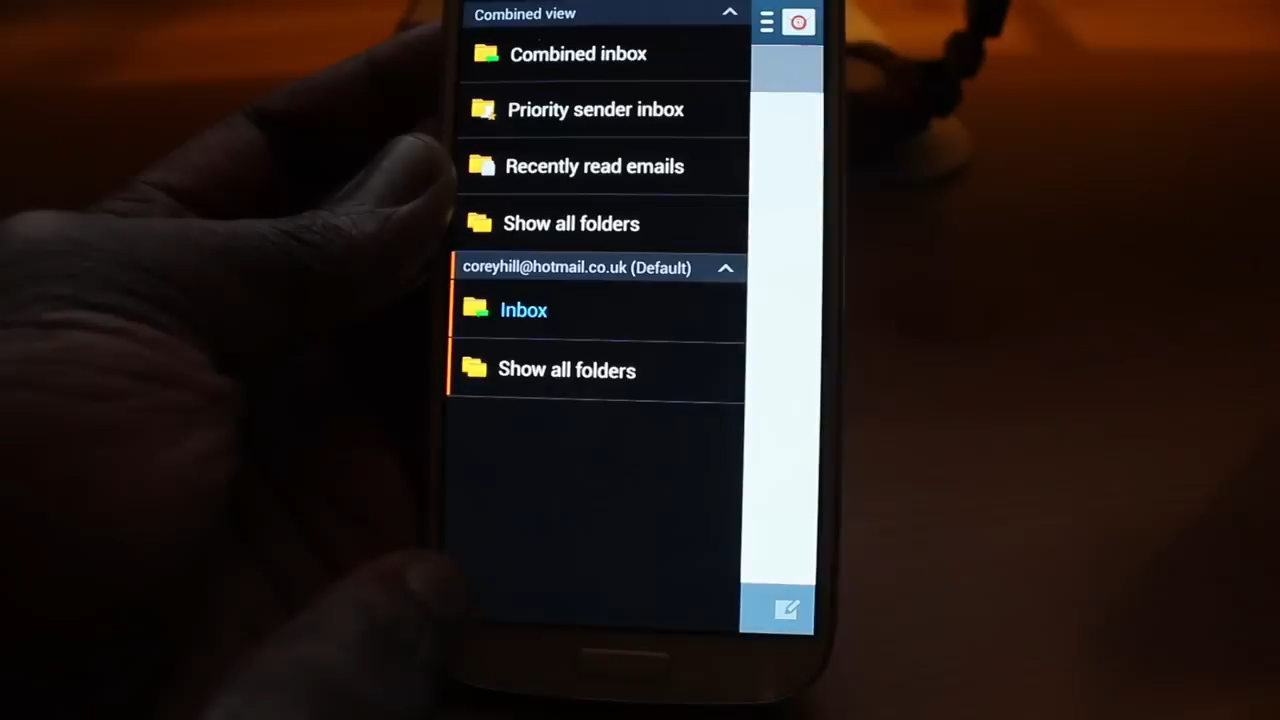 Combined view
Combined inbox
Priority sender inbox
Recently read emails
Show all folders
coreyhill@hotmail.co.uk (Default)
Inbox
Show all folders